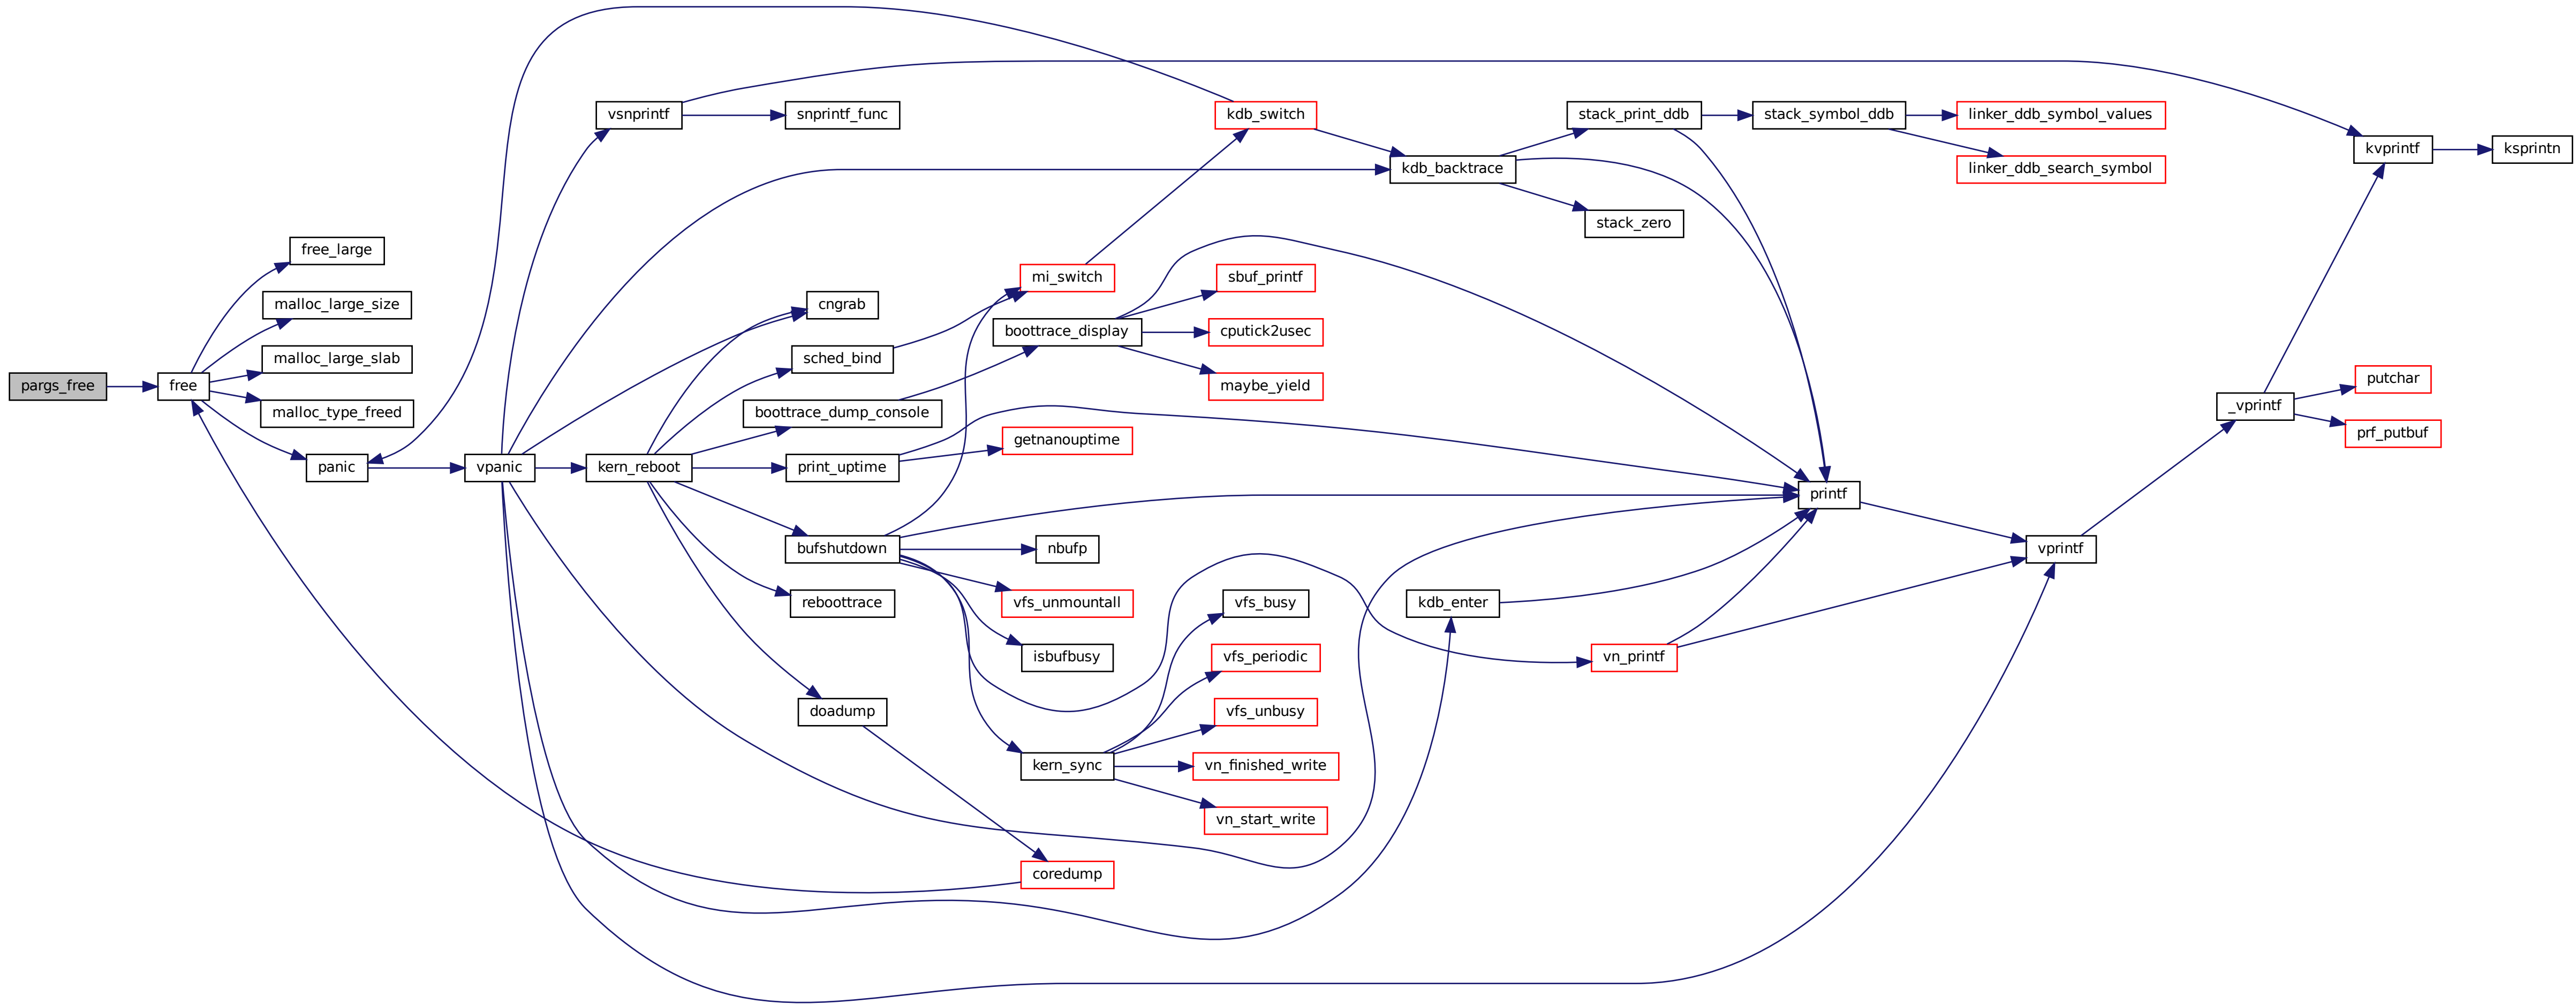 pargs_free
free
free_large
malloc_large_size
malloc_large_slab
malloc_type_freed
panic
vpanic
vsnprintf
snprintf_func
kern_reboot
cngrab
sched_bind
boottrace_dump_console
print_uptime
bufshutdown
reboottrace
doadump
mi_switch
boottrace_display
getnanouptime
nbufp
vfs_unmountall
isbufbusy
kern_sync
coredump
kdb_switch
sbuf_printf
cputick2usec
maybe_yield
vfs_busy
vfs_periodic
vfs_unbusy
vn_finished_write
vn_start_write
kdb_backtrace
kdb_enter
stack_print_ddb
stack_zero
vn_printf
stack_symbol_ddb
printf
linker_ddb_symbol_values
linker_ddb_search_symbol
vprintf
_vprintf
kvprintf
putchar
prf_putbuf
ksprintn